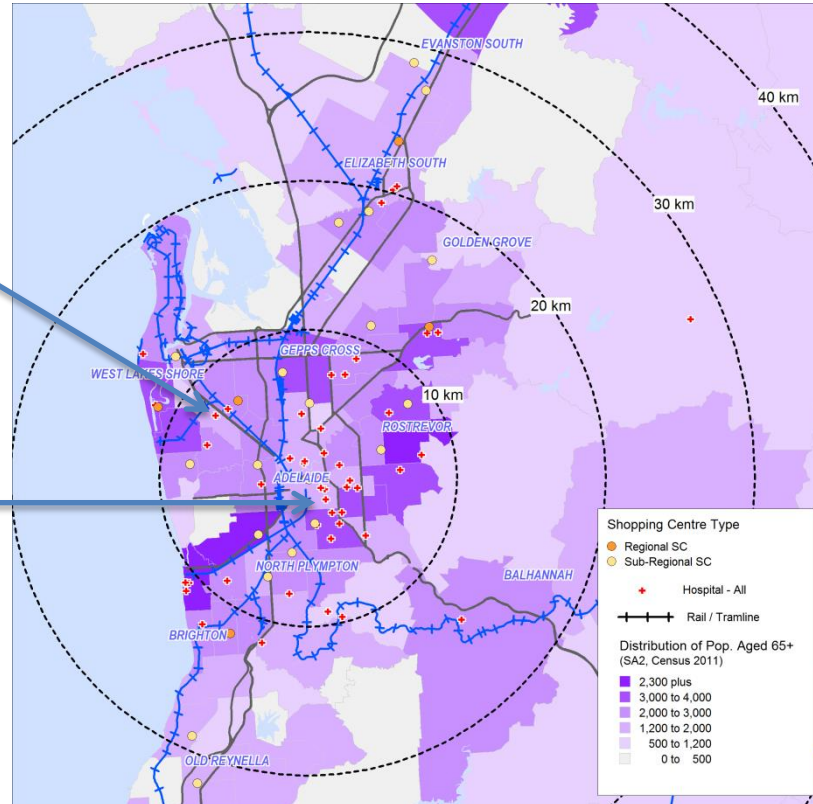 EVANSTON SOUTH
40 km
ELIZABETH SOUTH
30 km
GOLDEN GROVE
20 km
GEPPS CROSS
WEST LAKES SHORE
10 km
ROSTREVOR
ADELAIDE
NORTH PLYMPTON
BALHANNAH
BRIGHTON
OLD REYNELLA
Shopping Centre Type
Regional SC
Sub-Regional SC
Hospital - All
Rail / Tramline
Distribution of Pop. Aged 65+
(SA2, Census 2011)
2,300 plus
3,000 to 4,000
2,000 to 3,000
1,200 to 2,000
500 to 1,200
0 to 500